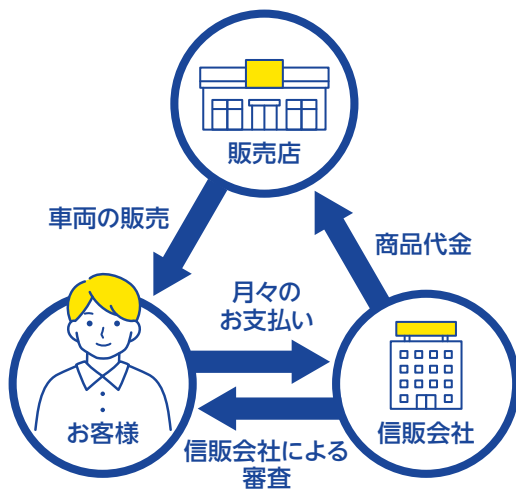 販売店
車両の販売
商品代金
月々の
お支払い
お客様
信販会社
信販会社による
審査